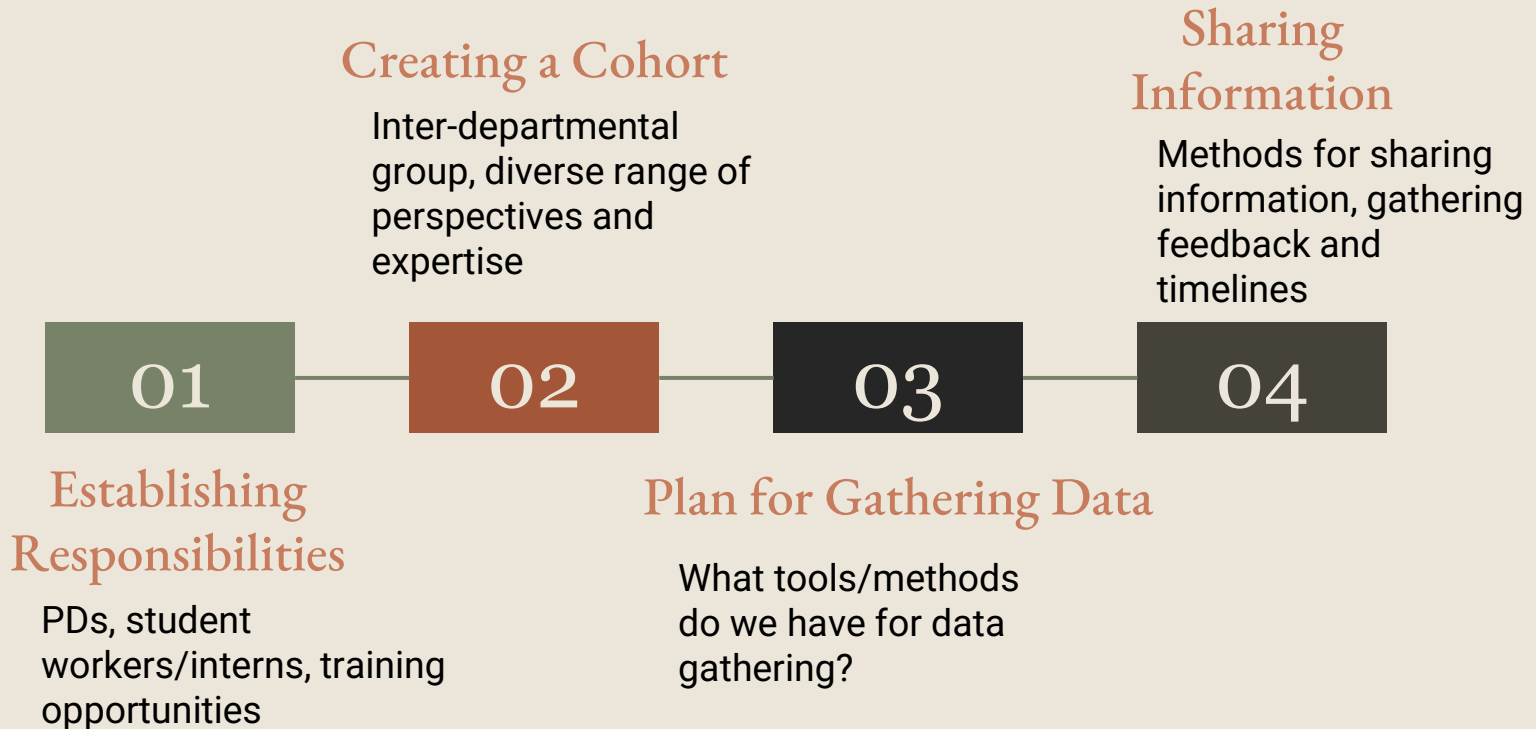 01
Establishing
Responsibilities
PDs, student
workers/interns, training
opportunities
Creating a Cohort
Inter-departmental
group, diverse range of
perspectives and
expertise
02
03
Plan for Gathering Data
What tools/methods
do we have for data
gathering?
Sharing
Information
Methods for sharing
information, gathering
feedback and
timelines
04